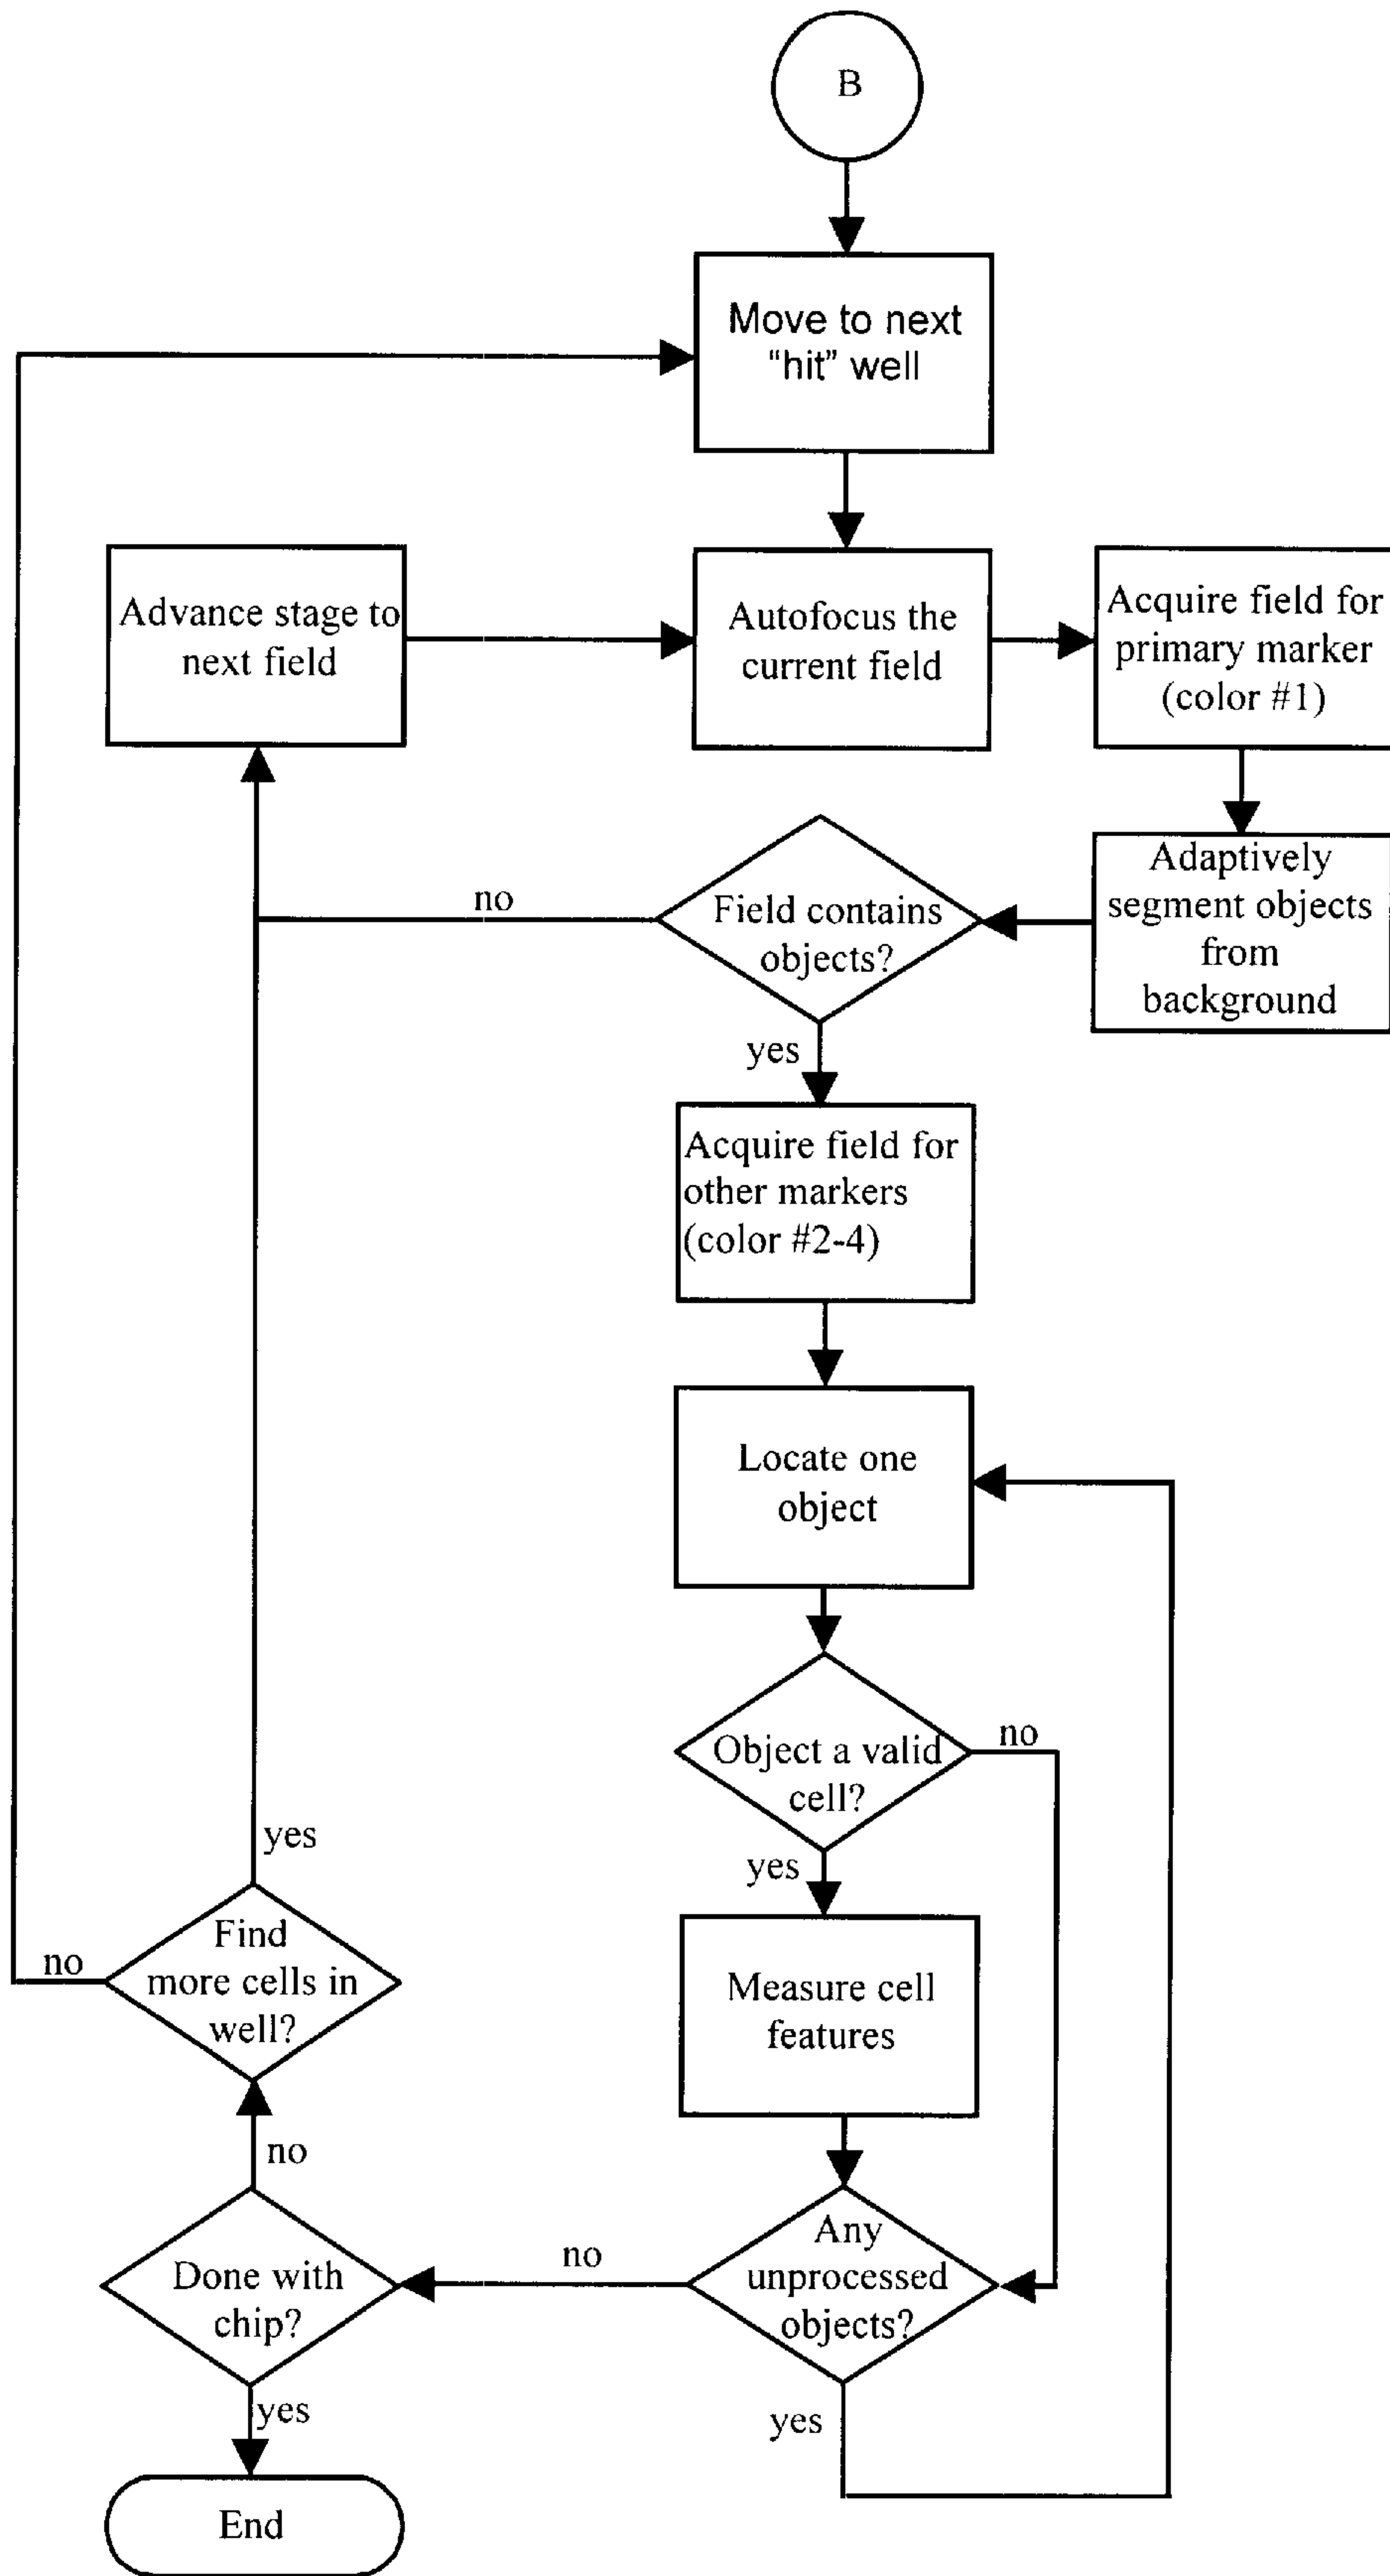 B
Move to next
“hit” well
Advance stage to
next field
Autofocus the
current field
Acquire field for
primary marker
(color #1)
Adaptively
segment objects
from
background
Field contains
objects?
no
yes
Acquire field for
other markers
(color #2-4)
Locate one
object
Object a valid
cell?
no
yes
Measure cell
features
Any
unprocessed
objects?
yes
no
Done with
chip?
no
yes
Find
more cells in
well?
yes
no
End